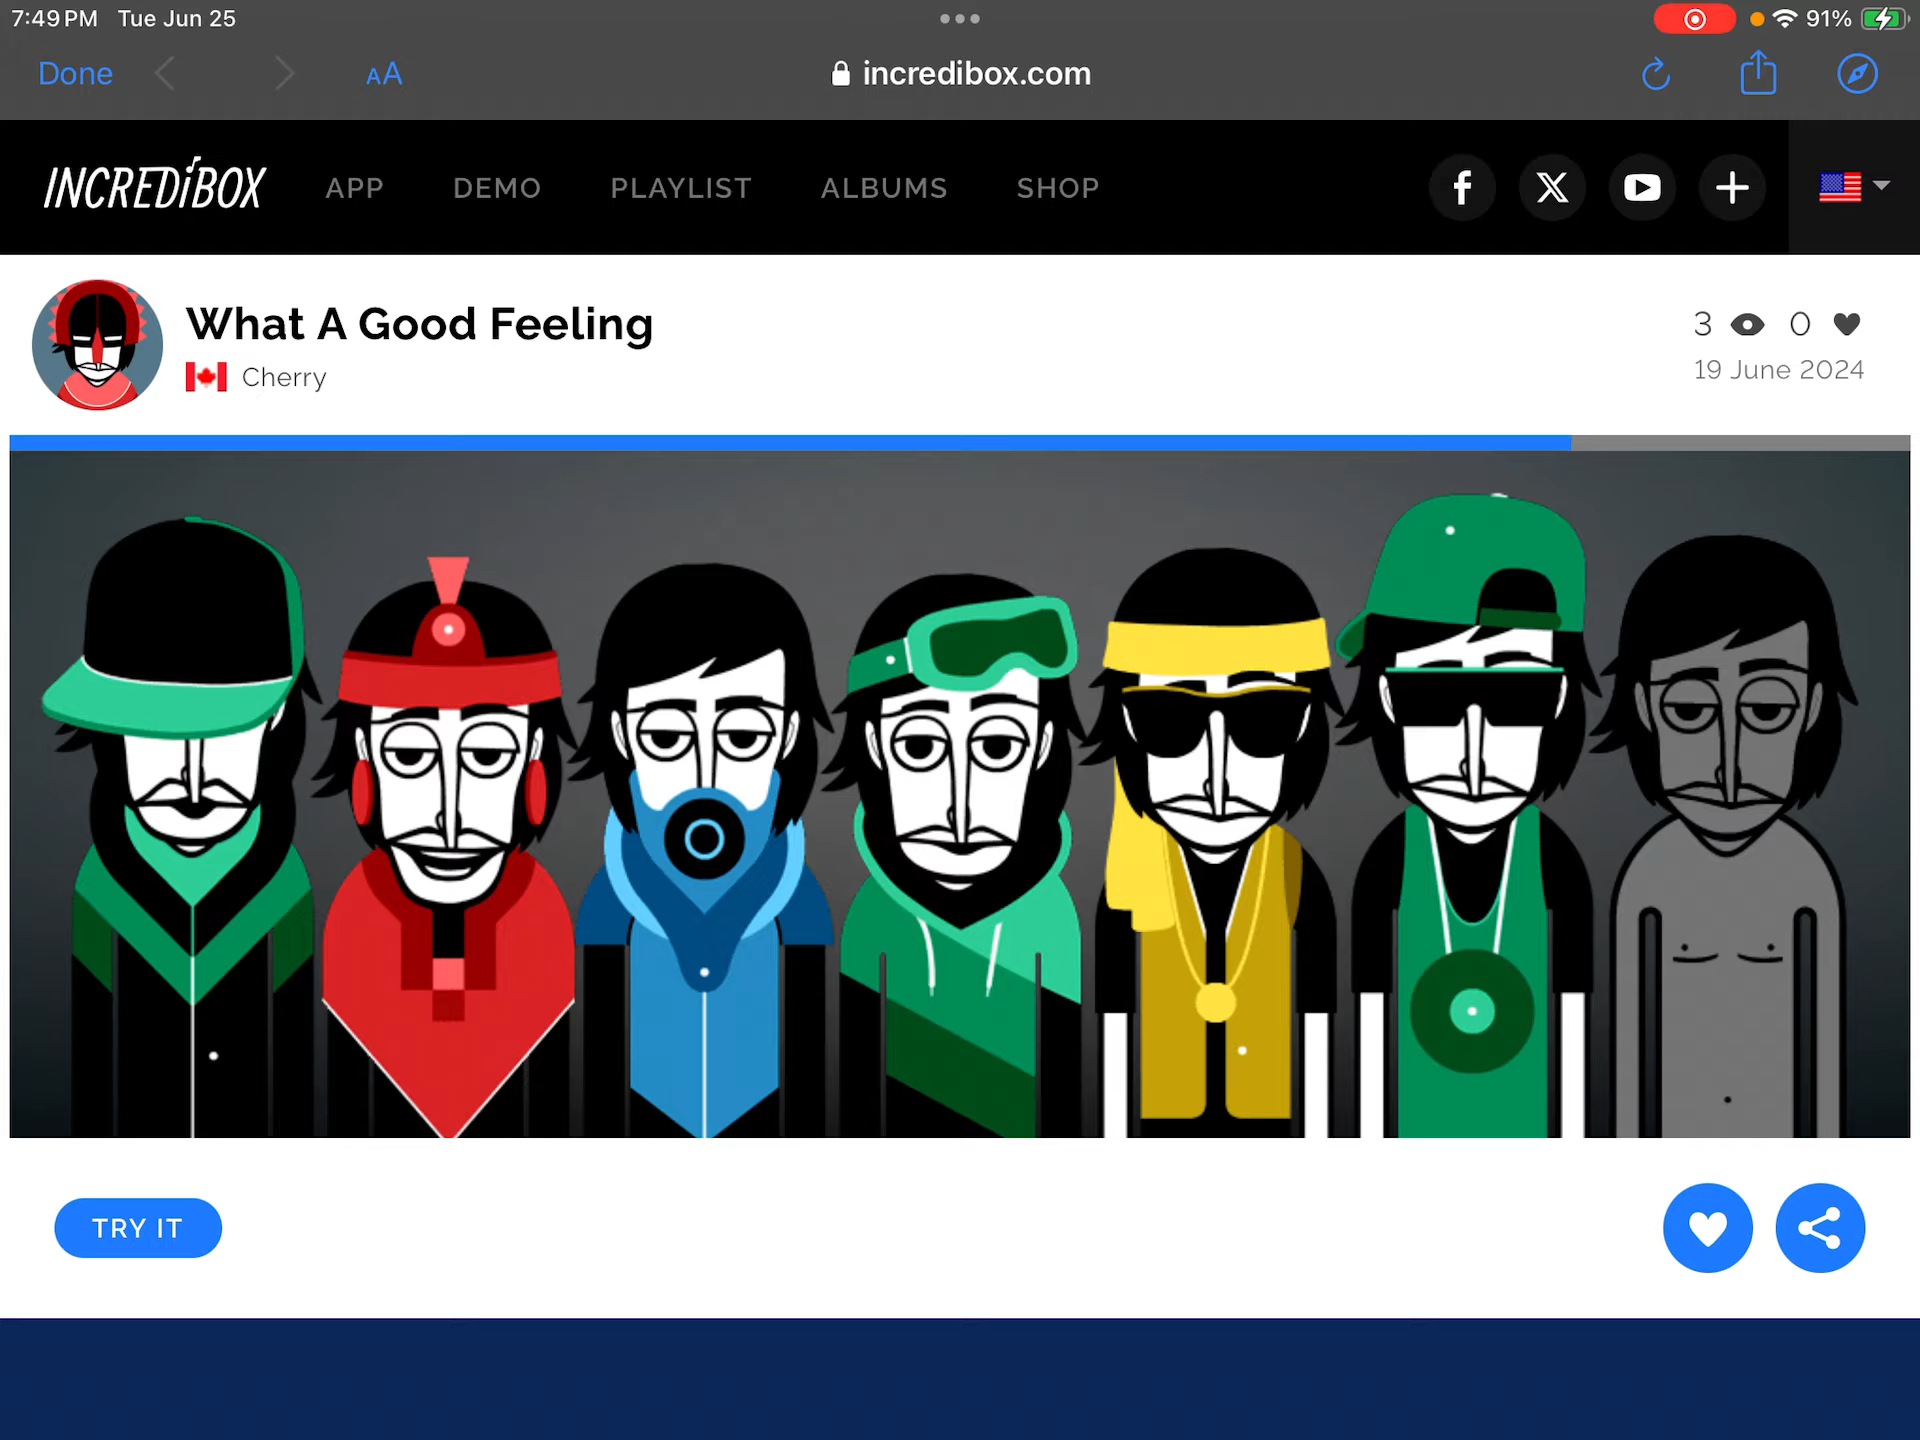 7:49 PM Tue Jun 25
91%
Done
AA
incredibox.com
INCREDiBOX
APP
DEMO
PLAYLIST
ALBUMS
SHOP
What A Good Feeling
Cherry
3 0
19 June 2024
TRY IT